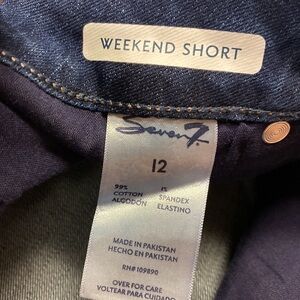 WEEKEND SHORT
Seven7.
12
99% 1%
COTTON SPANDEX
ALGODON ELASTINO
MADE IN PAKISTAN
HECHO EN PAKISTAN
RN# 109890
OVER FOR CARE
VOLTEAR PARA CUIDADO